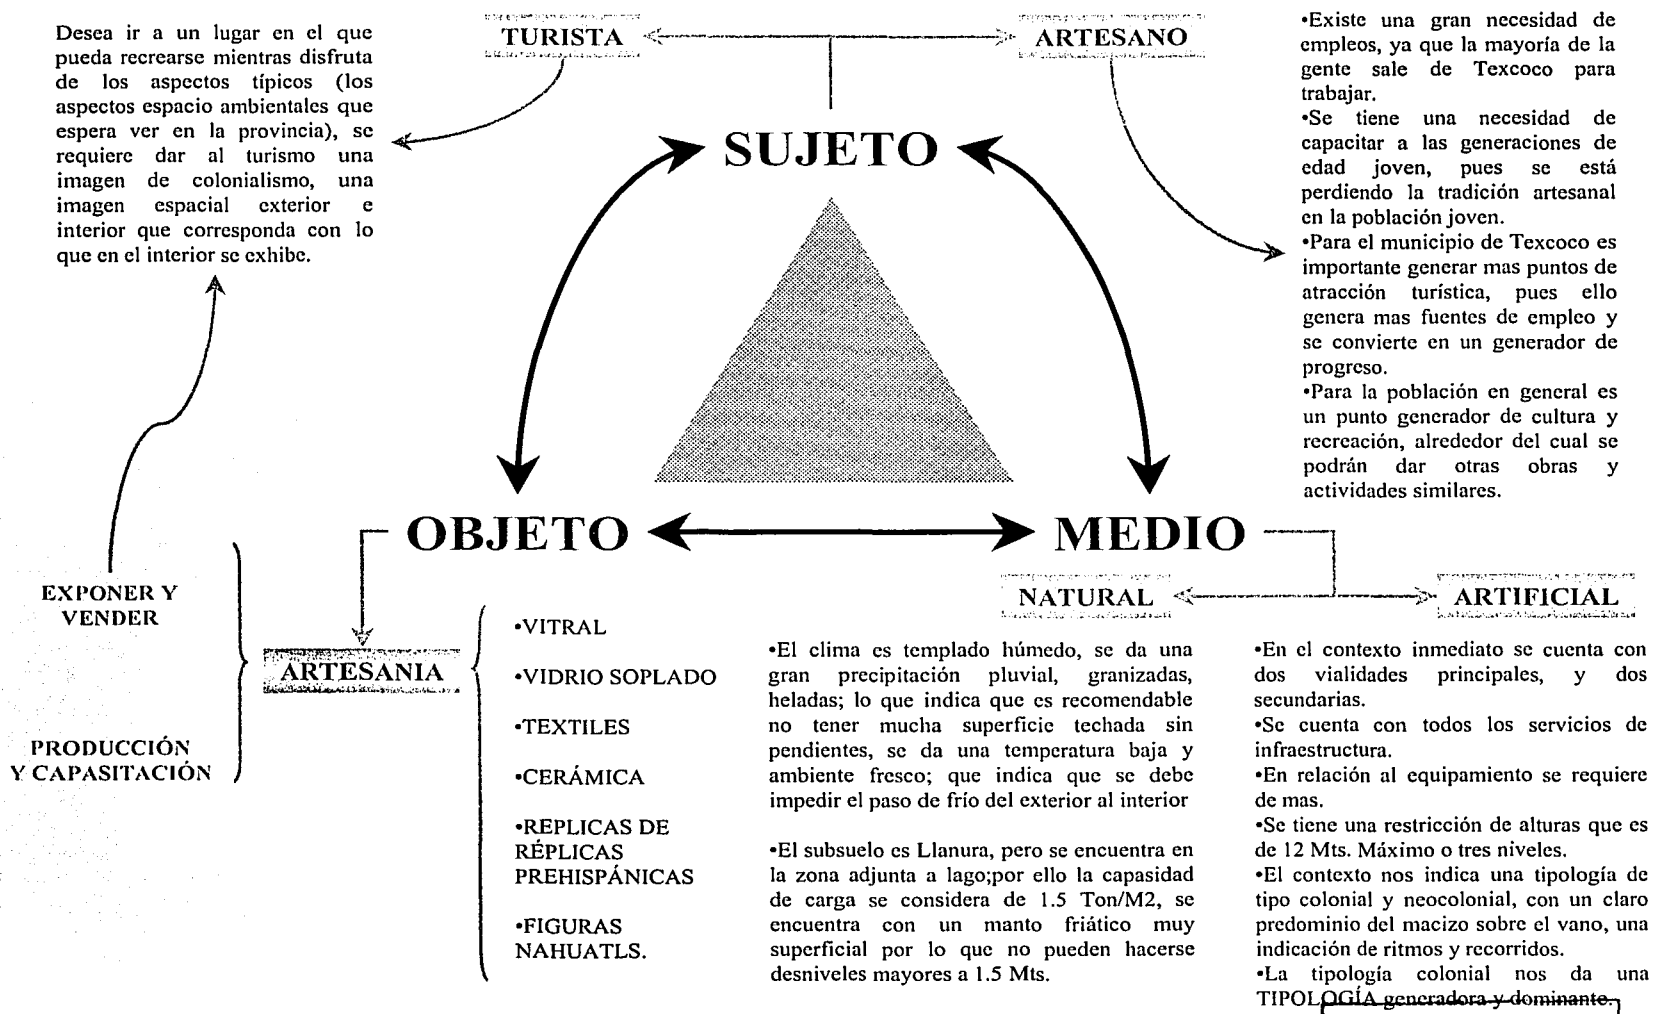 Desea ir a un lugar en el que
pueda recrearse mientras disfruta
de los aspectos típicos (los
aspectos espacio ambientales que
espera ver en la provincia), se
requiere dar al turismo una
imagen de colonialismo, una
imagen espacial exterior e
interior que corresponda con lo
que en el interior se exhibe.
TURISTA
ARTESANO
•Existe una gran necesidad de
empleos, ya que la mayoría de la
gente sale de Texcoco para
trabajar.
•Se tiene una necesidad de
capacitar a las generaciones de
edad joven, pues se está
perdiendo la tradición artesanal
en la población joven.
•Para el municipio de Texcoco es
importante generar mas puntos de
atracción turística, pues ello
genera mas fuentes de empleo y
se convierte en un generador de
progreso.
•Para la población en general es
un punto generador de cultura y
recreación, alrededor del cual se
podrán dar otras obras y
actividades similares.
SUJETO
OBJETO
MEDIO
EXPONER Y
VENDER
PRODUCCIÓN
Y CAPASITACIÓN
ARTESANIA
•VITRAL
•VIDRIO SOPLADO
•TEXTILES
•CERÁMICA
•REPLICAS DE
RÉPLICAS
PREHISPÁNICAS
•FIGURAS
NAHUATLS.
NATURAL
ARTIFICIAL
•El clima es templado húmedo, se da una
gran precipitación pluvial, granizadas,
heladas; lo que indica que es recomendable
no tener mucha superficie techada sin
pendientes, se da una temperatura baja y
ambiente fresco; que indica que se debe
impedir el paso de frío del exterior al interior
•El subsuelo es Llanura, pero se encuentra en
la zona adjunta a lago;por ello la capasidad
de carga se considera de 1.5 Ton/M2, se
encuentra con un manto friático muy
superficial por lo que no pueden hacerse
desniveles mayores a 1.5 Mts.
•En el contexto inmediato se cuenta con
dos vialidades principales, y dos
secundarias.
•Se cuenta con todos los servicios de
infraestructura.
•En relación al equipamiento se requiere
de mas.
•Se tiene una restricción de alturas que es
de 12 Mts. Máximo o tres niveles.
•El contexto nos indica una tipología de
tipo colonial y neocolonial, con un claro
predominio del macizo sobre el vano, una
indicación de ritmos y recorridos.
•La tipología colonial nos da una
TIPOLOGÍA generadora y dominante.